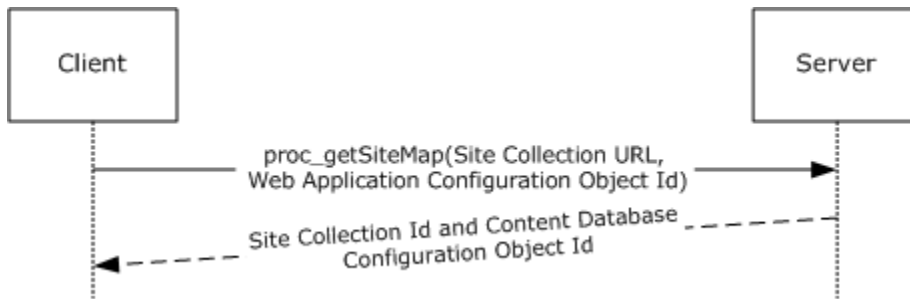 Client
Server
proc_getSiteMap(Site Collection URL,
Web Application Configuration Object Id)
Site Collection Id and Content Database
Configuration Object Id